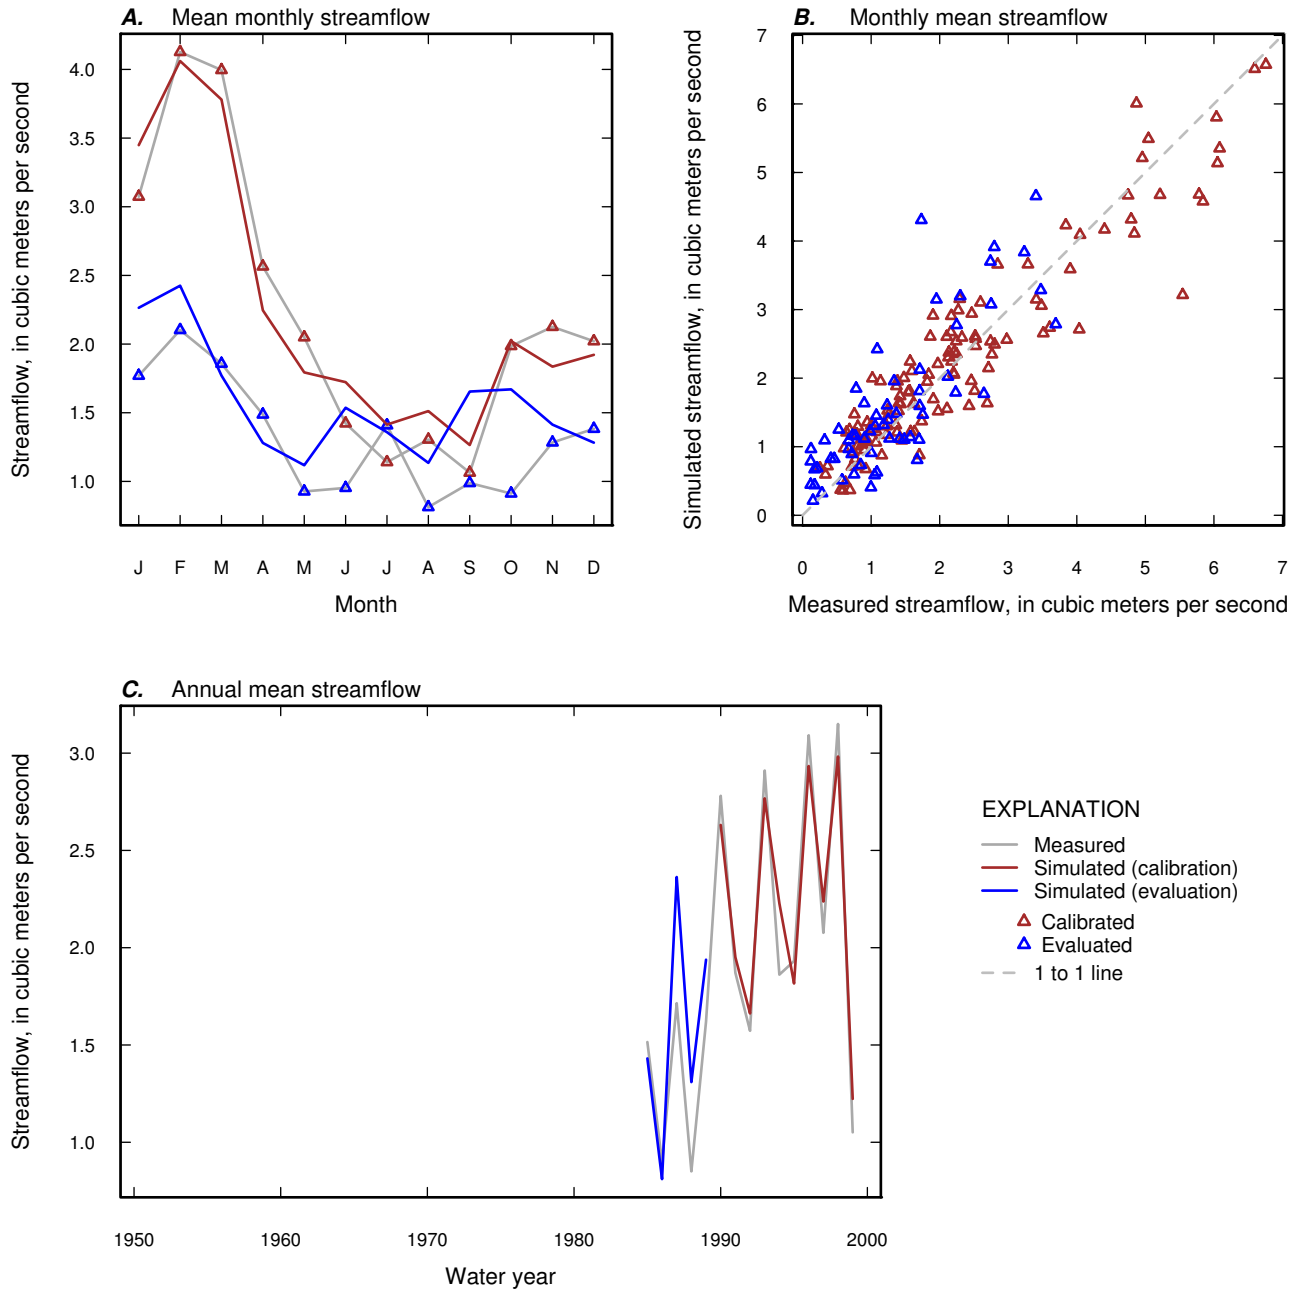 A. Mean monthly streamflow
Streamflow, in cubic meters per second
4.0
3.5
3.0
2.5
2.0
1.5
1.0
J F M A M J J A S O N D
Month
B. Monthly mean streamflow
Simulated streamflow, in cubic meters per second
7
6
5
4
3
2
1
0
0 1 2 3 4 5 6 7
Measured streamflow, in cubic meters per second
C. Annual mean streamflow
Streamflow, in cubic meters per second
3.0
2.5
2.0
1.5
1.0
1950 1960 1970 1980 1990 2000
Water year
EXPLANATION
Measured
Simulated (calibration)
Simulated (evaluation)
Calibrated
Evaluated
1 to 1 line